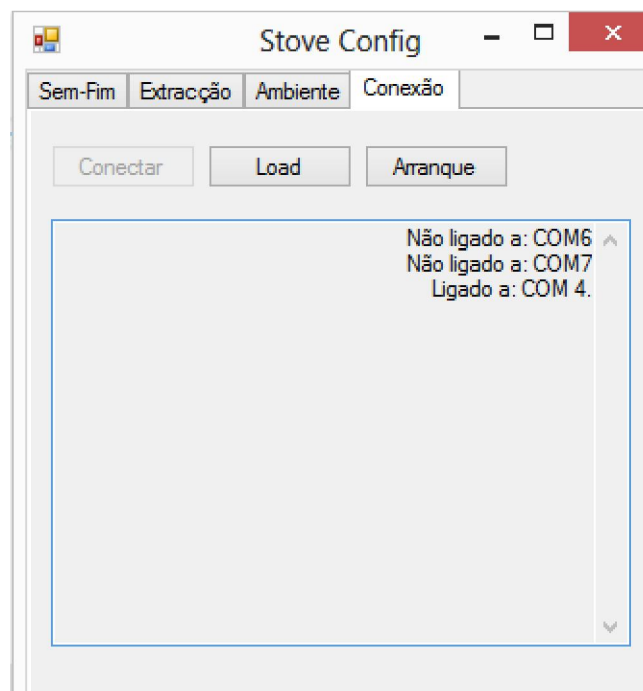 Stove Config
Sem-Fim Extracção Ambiente Conexão
Conectar Load Arranque
Não ligado a: COM6
Não ligado a: COM7
Ligado a: COM 4.